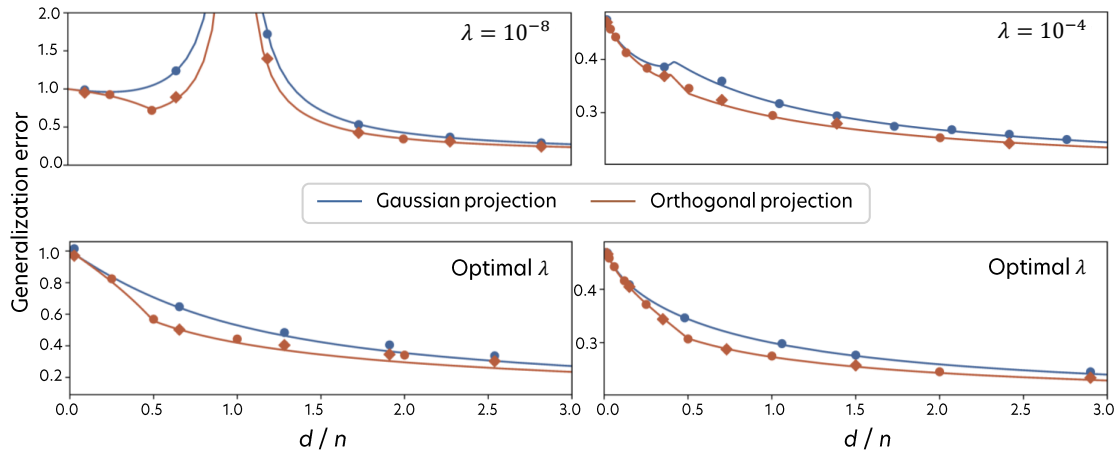 2.0
1.5
1.0
0.5
0.0
λ = 10⁻⁸
0.4
0.3
λ = 10⁻⁴
Generalization error
Gaussian projection
Orthogonal projection
1.0
0.8
0.6
0.4
0.2
Optimal λ
0.0 0.5 1.0 1.5 2.0 2.5 3.0
d / n
0.4
0.3
Optimal λ
0.0 0.5 1.0 1.5 2.0 2.5 3.0
d / n